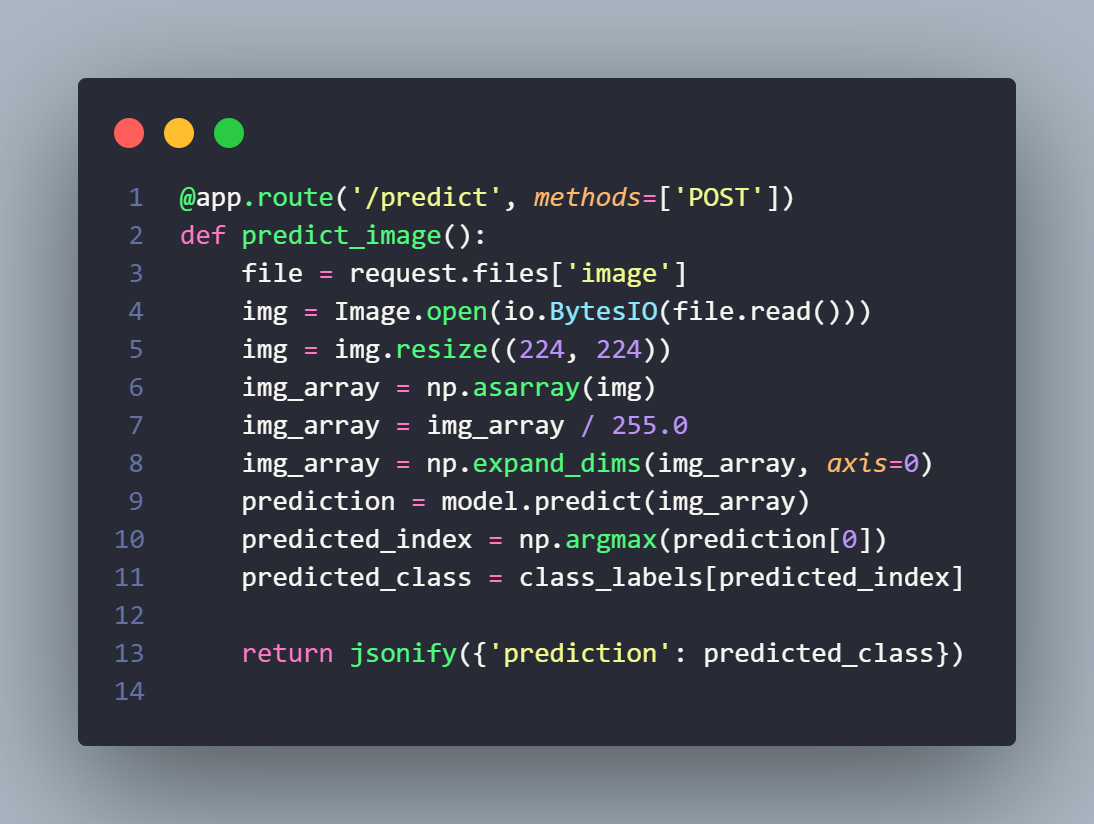 1 @app.route('/predict', methods=['POST'])
2 def predict_image():
3     file = request.files['image']
4     img = Image.open(io.BytesIO(file.read()))
5     img = img.resize((224, 224))
6     img_array = np.asarray(img)
7     img_array = img_array / 255.0
8     img_array = np.expand_dims(img_array, axis=0)
9     prediction = model.predict(img_array)
10     predicted_index = np.argmax(prediction[0])
11     predicted_class = class_labels[predicted_index]
12
13     return jsonify({'prediction': predicted_class})
14